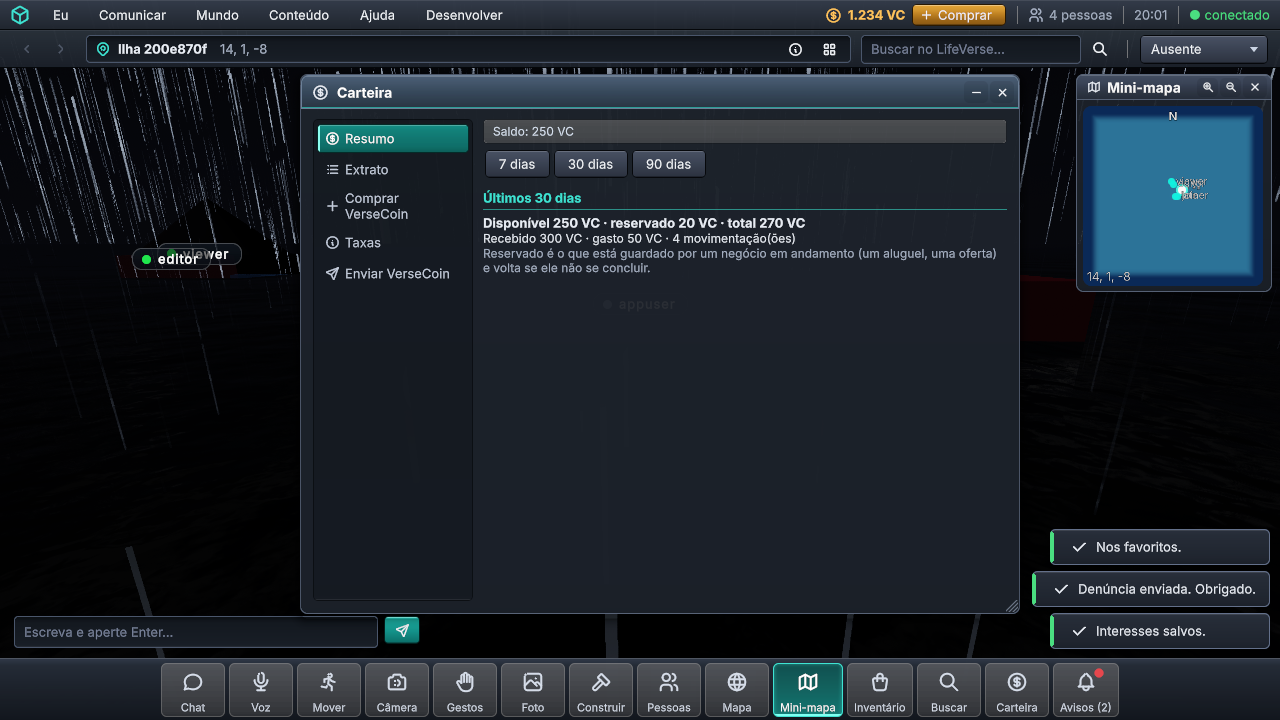 Eu Comunicar Mundo Conteúdo Ajuda Desenvolver 1.234 VC + Comprar 4 pessoas 20:01 conectado
Ilha 200e870f 14, 1, -8 Buscar no LifeVerse... Ausente
Carteira
Mini-mapa
N
viewer
14, 1, -8
Resumo
Extrato
Comprar
VerseCoin
Taxas
Enviar VerseCoin
Saldo: 250 VC
7 dias 30 dias 90 dias
Últimos 30 dias
Disponível 250 VC · reservado 20 VC · total 270 VC
Recebido 300 VC · gasto 50 VC · 4 movimentação(ões)
Reservado é o que está guardado por um negócio em andamento (um aluguel, uma oferta)
e volta se ele não se concluir.
viewer
editor
appuser
Nos favoritos.
Denúncia enviada. Obrigado.
Interesses salvos.
Escreva e aperte Enter...
Chat Voz Mover Câmera Gestos Foto Construir Pessoas Mapa Mini-mapa Inventário Buscar Carteira Avisos (2)